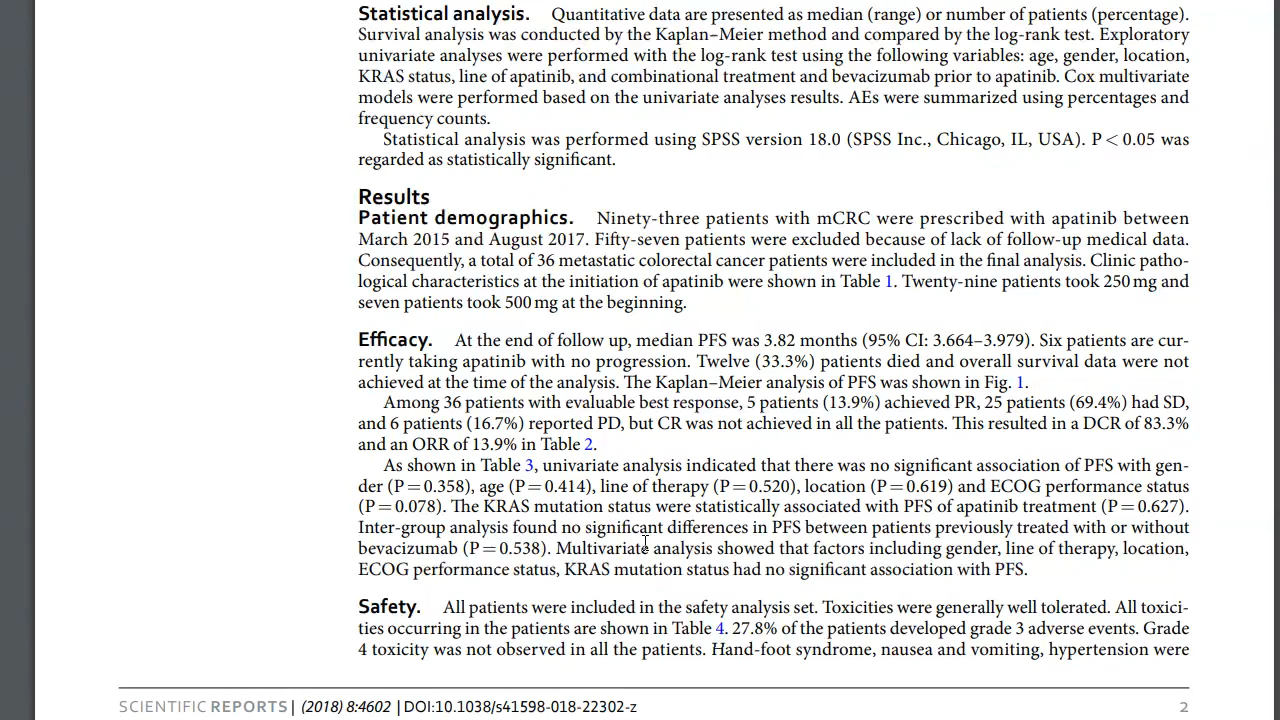 Statistical analysis. Quantitative data are presented as median (range) or number of patients (percentage).
Survival analysis was conducted by the Kaplan–Meier method and compared by the log-rank test. Exploratory
univariate analyses were performed with the log-rank test using the following variables: age, gender, location,
KRAS status, line of apatinib, and combinational treatment and bevacizumab prior to apatinib. Cox multivariate
models were performed based on the univariate analyses results. AEs were summarized using percentages and
frequency counts.
Statistical analysis was performed using SPSS version 18.0 (SPSS Inc., Chicago, IL, USA). P < 0.05 was
regarded as statistically significant.
Results
Patient demographics. Ninety-three patients with mCRC were prescribed with apatinib between
March 2015 and August 2017. Fifty-seven patients were excluded because of lack of follow-up medical data.
Consequently, a total of 36 metastatic colorectal cancer patients were included in the final analysis. Clinic patho-
logical characteristics at the initiation of apatinib were shown in Table 1. Twenty-nine patients took 250 mg and
seven patients took 500 mg at the beginning.
Efficacy. At the end of follow up, median PFS was 3.82 months (95% CI: 3.664–3.979). Six patients are cur-
rently taking apatinib with no progression. Twelve (33.3%) patients died and overall survival data were not
achieved at the time of the analysis. The Kaplan–Meier analysis of PFS was shown in Fig. 1.
Among 36 patients with evaluable best response, 5 patients (13.9%) achieved PR, 25 patients (69.4%) had SD,
and 6 patients (16.7%) reported PD, but CR was not achieved in all the patients. This resulted in a DCR of 83.3%
and an ORR of 13.9% in Table 2.
As shown in Table 3, univariate analysis indicated that there was no significant association of PFS with gen-
der (P = 0.358), age (P = 0.414), line of therapy (P = 0.520), location (P = 0.619) and ECOG performance status
(P = 0.078). The KRAS mutation status were statistically associated with PFS of apatinib treatment (P = 0.627).
Inter-group analysis found no significant differences in PFS between patients previously treated with or without
bevacizumab (P = 0.538). Multivariate analysis showed that factors including gender, line of therapy, location,
ECOG performance status, KRAS mutation status had no significant association with PFS.
Safety. All patients were included in the safety analysis set. Toxicities were generally well tolerated. All toxici-
ties occurring in the patients are shown in Table 4. 27.8% of the patients developed grade 3 adverse events. Grade
4 toxicity was not observed in all the patients. Hand-foot syndrome, nausea and vomiting, hypertension were
SCIENTIFIC REPORTS | (2018) 8:4602 | DOI:10.1038/s41598-018-22302-z 2